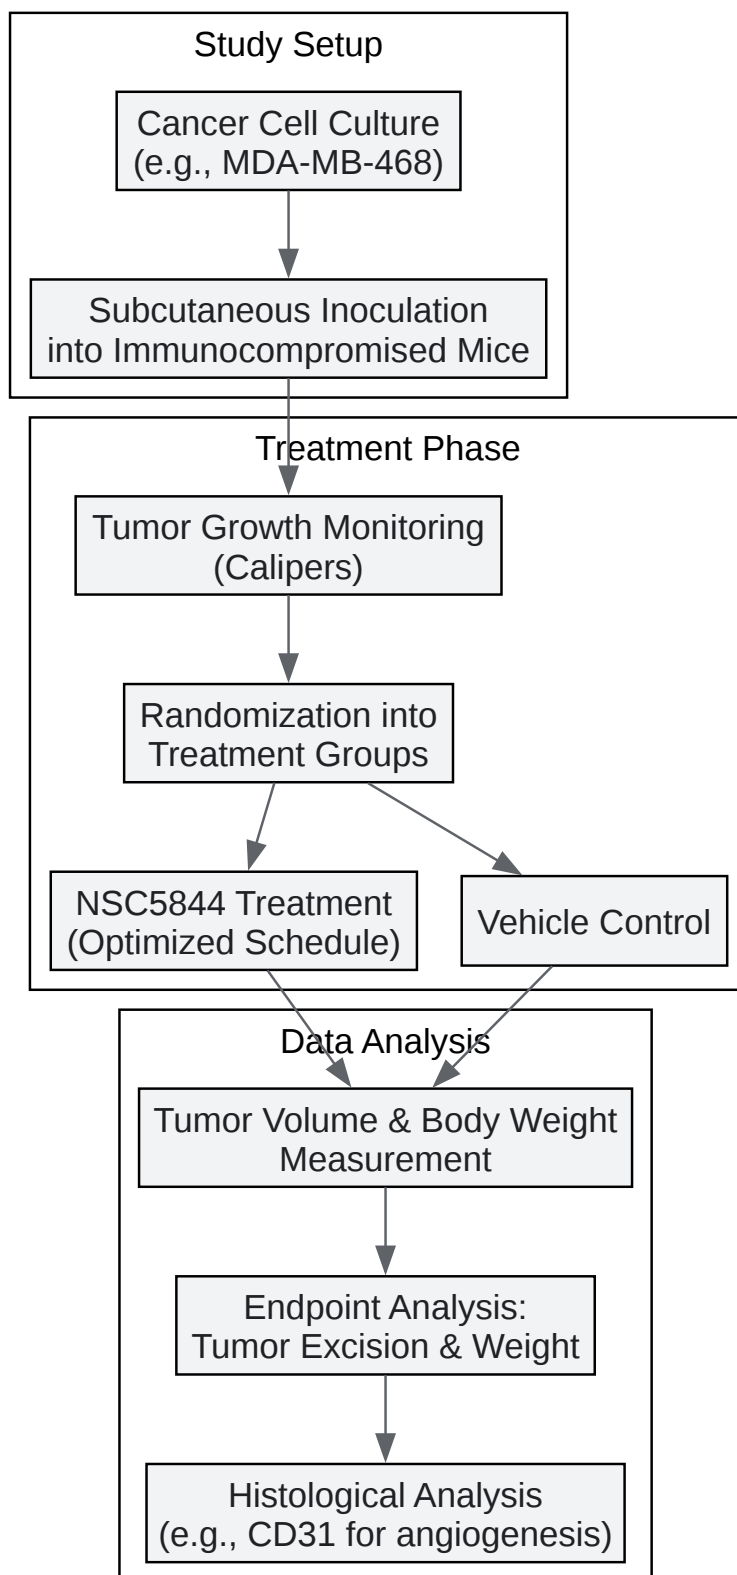 Study Setup
Cancer Cell Culture
(e.g., MDA-MB-468)
Subcutaneous Inoculation
into Immunocompromised Mice
Treatment Phase
Tumor Growth Monitoring
(Calipers)
Randomization into
Treatment Groups
NSC5844 Treatment
(Optimized Schedule)
Vehicle Control
Data Analysis
Tumor Volume & Body Weight
Measurement
Endpoint Analysis:
Tumor Excision & Weight
Histological Analysis
(e.g., CD31 for angiogenesis)